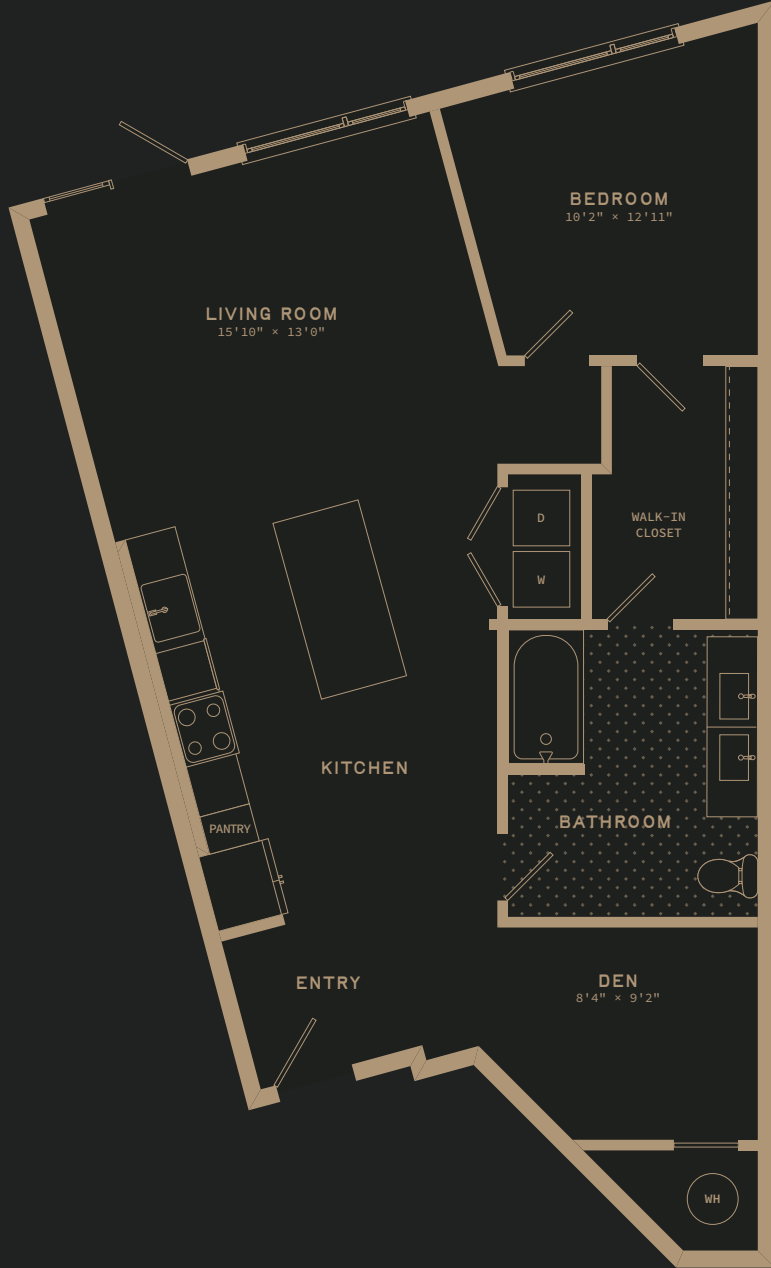 BEDROOM
10'2" × 12'11"
LIVING ROOM
15'10" × 13'0"
D
WALK-IN
CLOSET
W
KITCHEN
BATHROOM
PANTRY
DEN
8'4" × 9'2"
ENTRY
WH